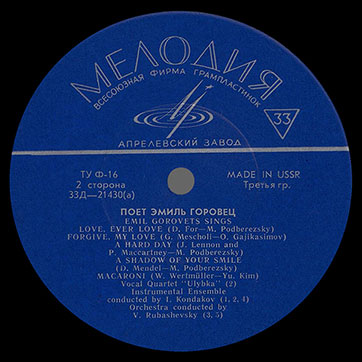 МЕЛОДИЯ
ВСЕСОЮЗНАЯ ФИРМА ГРАМПЛАСТИНОК
33
АПРЕЛЕВСКИЙ ЗАВОД
ТУ Ф-16
MADE IN USSR
2 сторона
Третья гр.
33Д—21430(а)
ПОЕТ ЭМИЛЬ ГОРОВЕЦ
EMIL GOROVETS SINGS
LOVE, EVER LOVE (D. For—M. Podberezsky)
FORGIVE, MY LOVE (G. Mescholi—O. Gajikasimov)
A HARD DAY (J. Lennon and
P. Maccartney—M. Podberezsky)
A SHADOW OF YOUR SMILE
(D. Mendel—M. Podberezsky)
MACARONI (W. Wertmüller—Yu. Kim)
Vocal Quartet "Ulybka" (2)
Instrumental Ensemble
conducted by I. Kondakov (1, 2, 4)
Orchestra conducted by
V. Rubashevsky (3, 5)